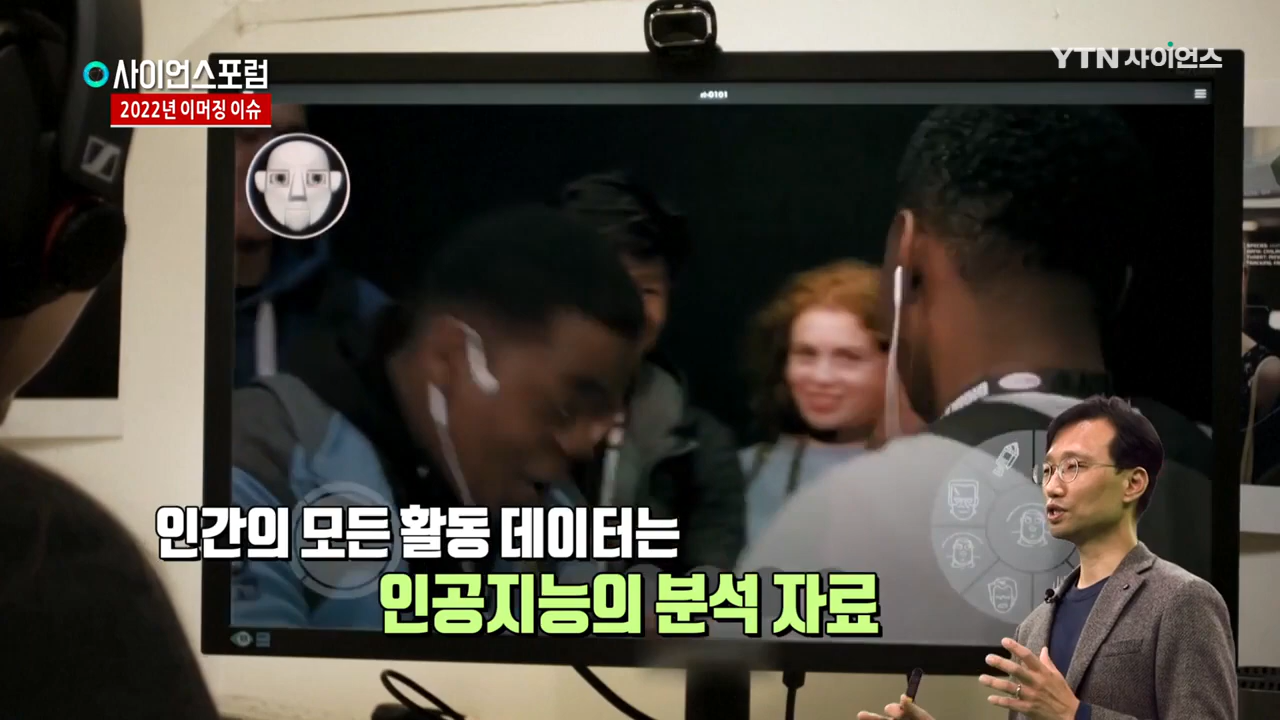 사이언스포럼
2022년 이머징 이슈
YTN 사이언스
인간의 모든 활동 데이터는
인공지능의 분석 자료